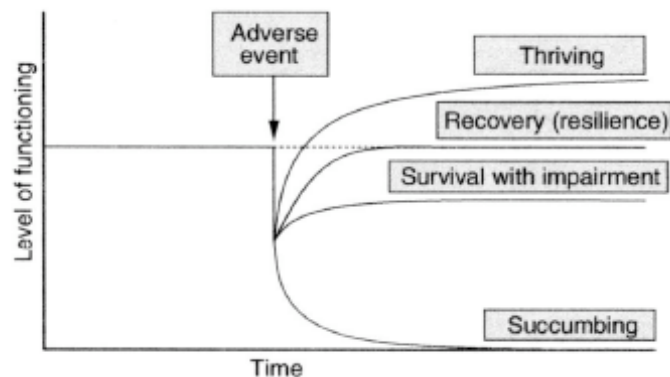 Adverse
event
Thriving
Recovery (resilience)
Survival with impairment
Succumbing
Level of functioning
Time